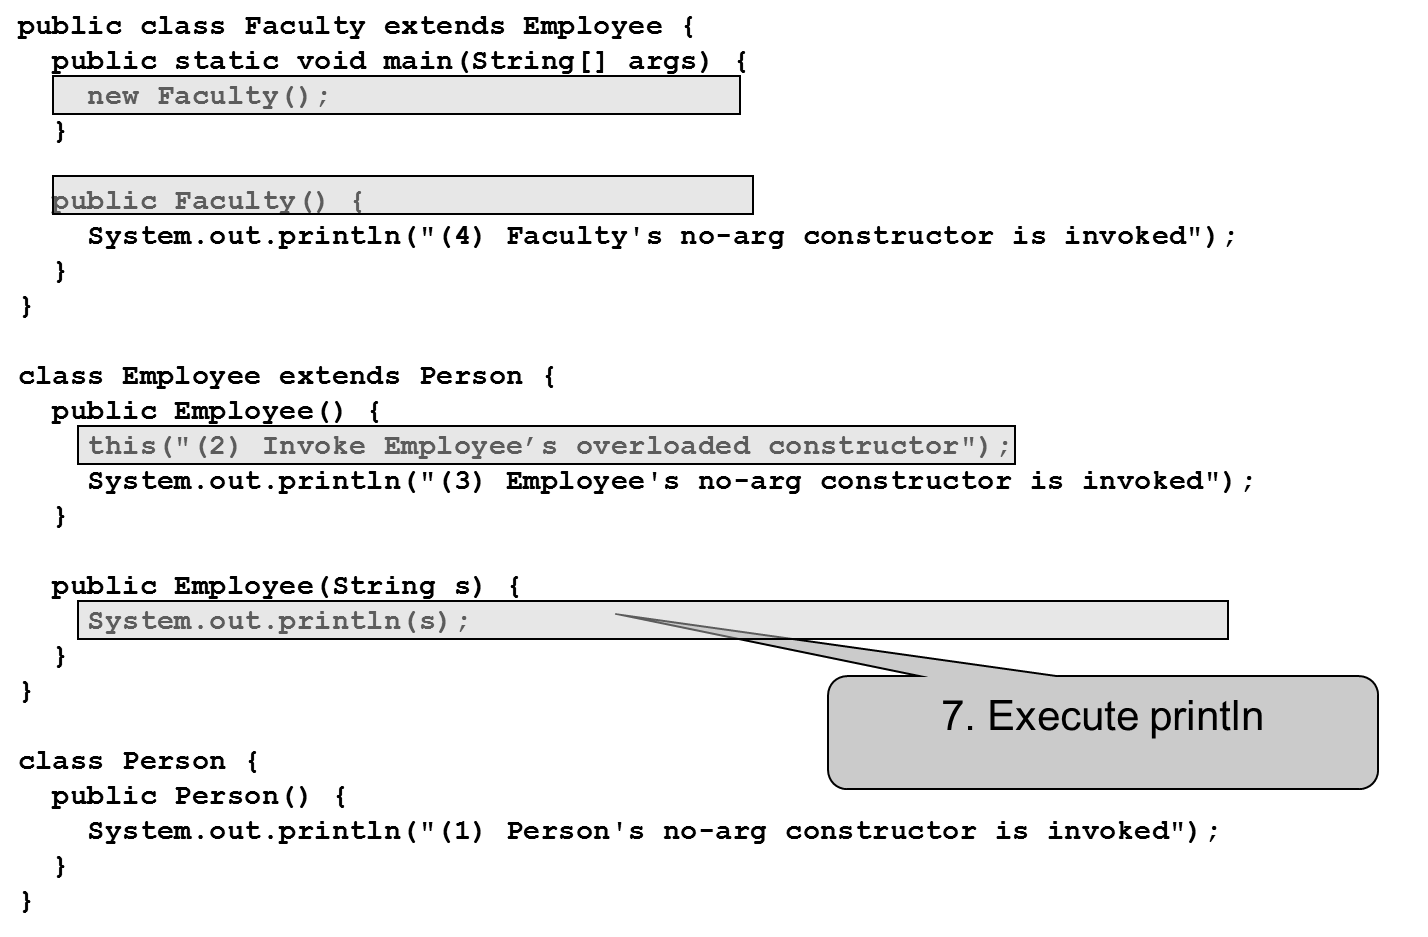 public class Faculty extends Employee {
public static void main(String[] args) {
new Faculty();
}
public Faculty() {
System.out.println("(4) Faculty's no-arg constructor is invoked");
}
}
class Employee extends Person {
public Employee() {
this("(2) Invoke Employee’s overloaded constructor");
System.out.println("(3) Employee's no-arg constructor is invoked");
}
public Employee(String s) {
System.out.println(s);
}
}
7. Execute println
class Person {
public Person() {
System.out.println("(1) Person's no-arg constructor is invoked");
}
}